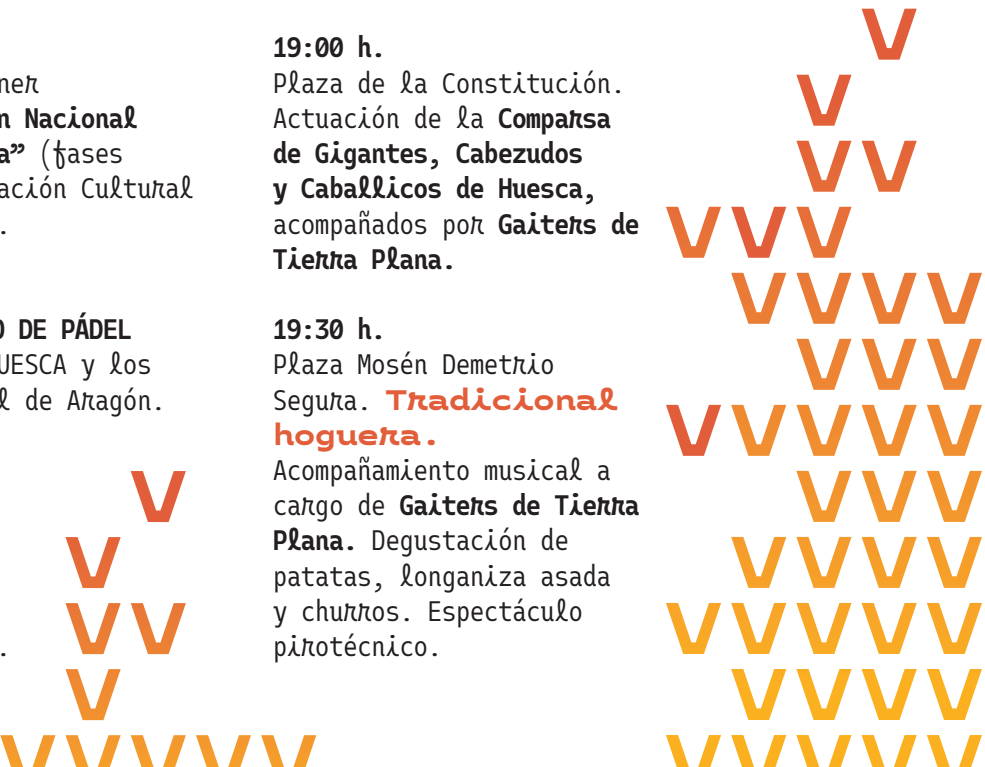 ner
n Nacional
a” (fases
ación Cultural
.
O DE PÁDEL
UESCA y los
l de Aragón.
.
19:00 h.
Plaza de la Constitución.
Actuación de la Comparsa
de Gigantes, Cabezudos
y Caballicos de Huesca,
acompañados por Gaiters de
Tierra Plana.
19:30 h.
Plaza Mosén Demetrio
Segura. Tradicional
hoguera.
Acompañamiento musical a
cargo de Gaiters de Tierra
Plana. Degustación de
patatas, longaniza asada
y churros. Espectáculo
pirotécnico.